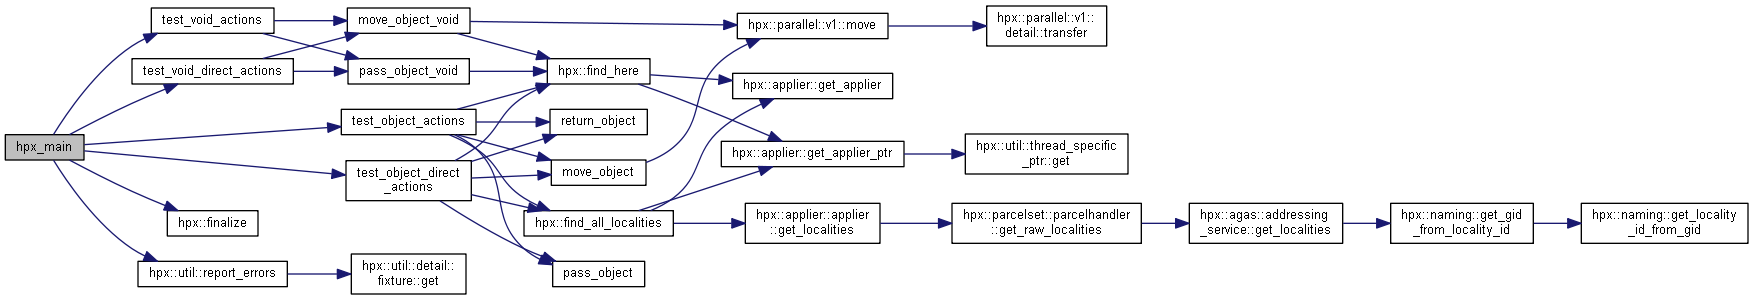 hpx_main
test_void_actions
test_void_direct_actions
test_object_actions
test_object_direct
_actions
hpx::finalize
hpx::util::report_errors
move_object_void
pass_object_void
hpx::util::detail::
fixture::get
hpx::find_here
return_object
move_object
hpx::find_all_localities
pass_object
hpx::parallel::v1::move
hpx::applier::get_applier
hpx::applier::get_applier_ptr
hpx::applier::applier
::get_localities
hpx::parallel::v1::
detail::transfer
hpx::util::thread_specific
_ptr::get
hpx::parcelset::parcelhandler
::get_raw_localities
hpx::agas::addressing
_service::get_localities
hpx::naming::get_gid
_from_locality_id
hpx::naming::get_locality
_id_from_gid